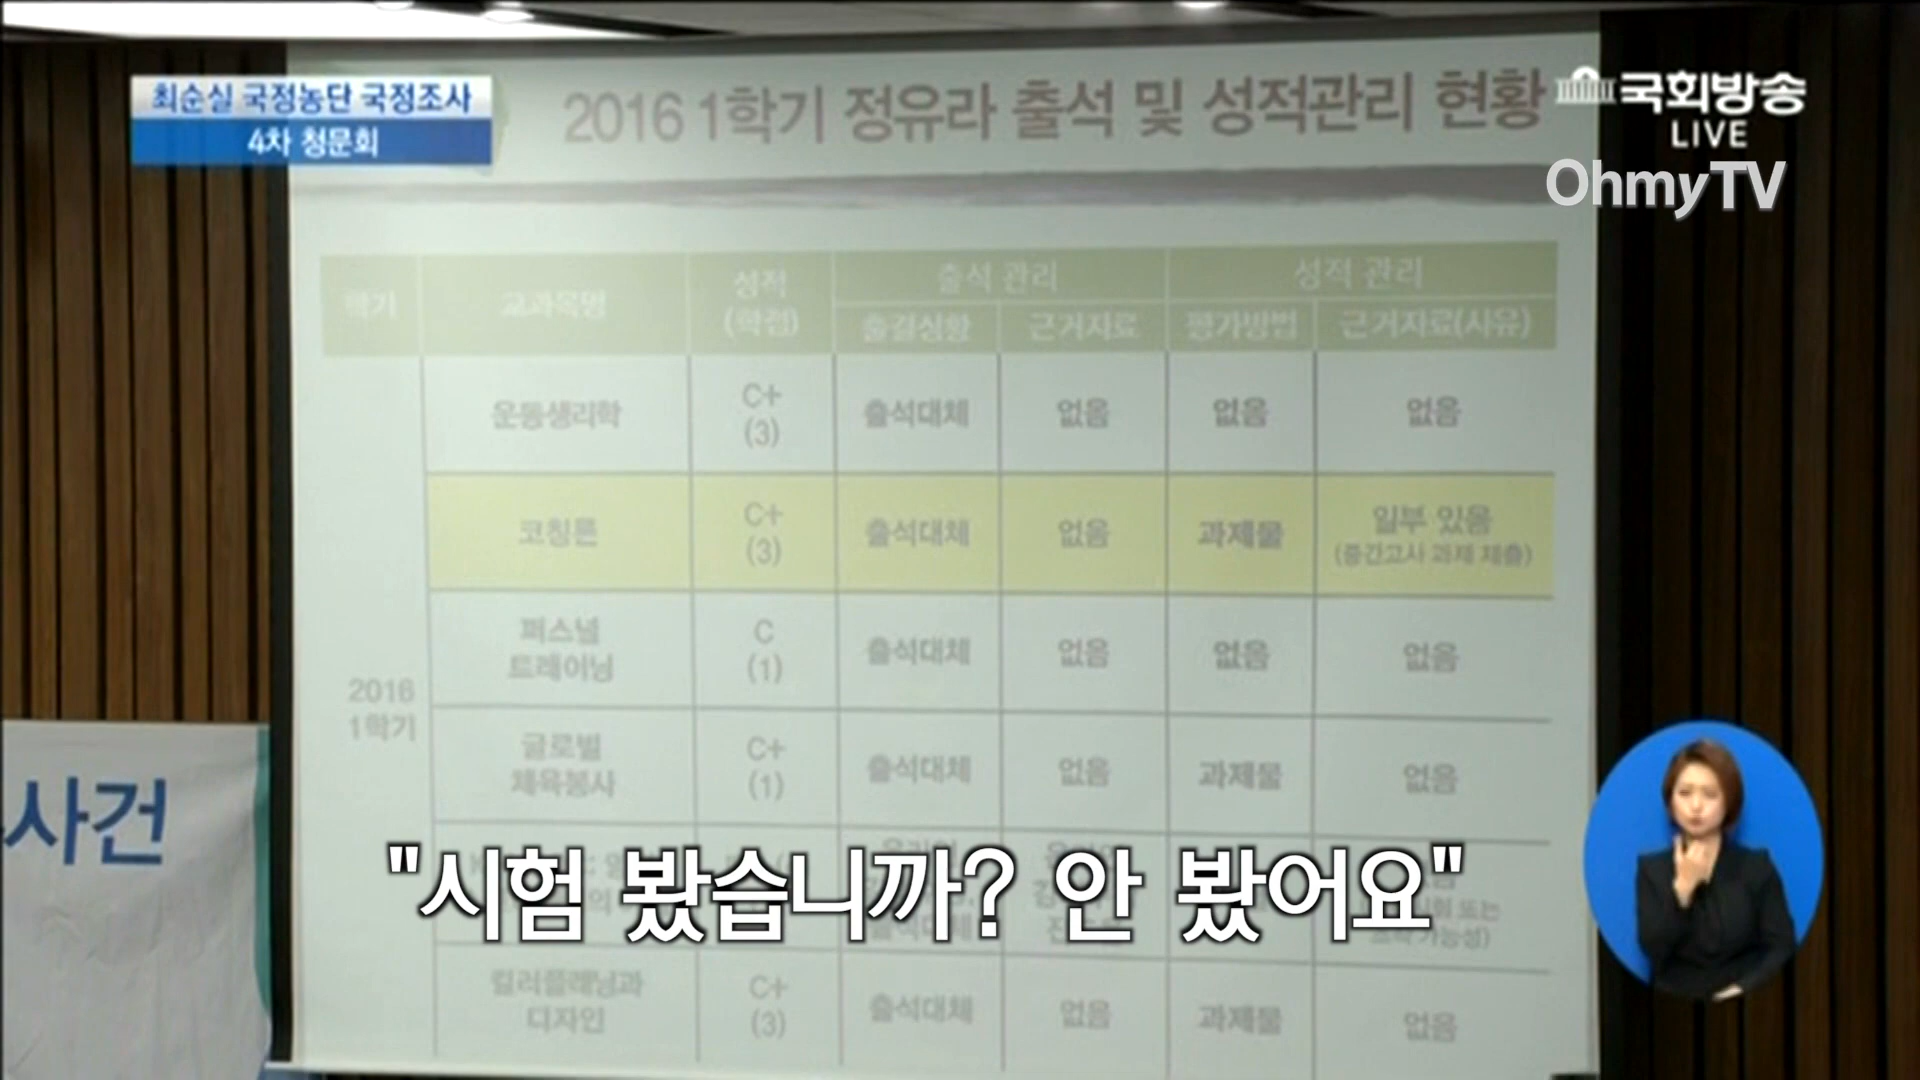 최순실 국정농단 국정조사
4차 청문회
국회방송
LIVE
OhmyTV
2016 1학기 정유라 출석 및 성적관리 현황
학기
교과목명
성적
(학점)
출석 관리
성적 관리
출결상황
근거자료
평가방법
근거자료(사유)
2016
1학기
운동생리학
C+
(3)
출석대체
없음
없음
없음
코칭론
C+
(3)
출석대체
없음
과제물
일부 있음
(중간고사 과제 제출)
퍼스널
트레이닝
C
(1)
출석대체
없음
없음
없음
글로벌
체육봉사
C+
(1)
출석대체
없음
과제물
없음
컬러플래닝과
디자인
C+
(3)
출석대체
없음
과제물
없음
사건
"시험 봤습니까? 안 봤어요"